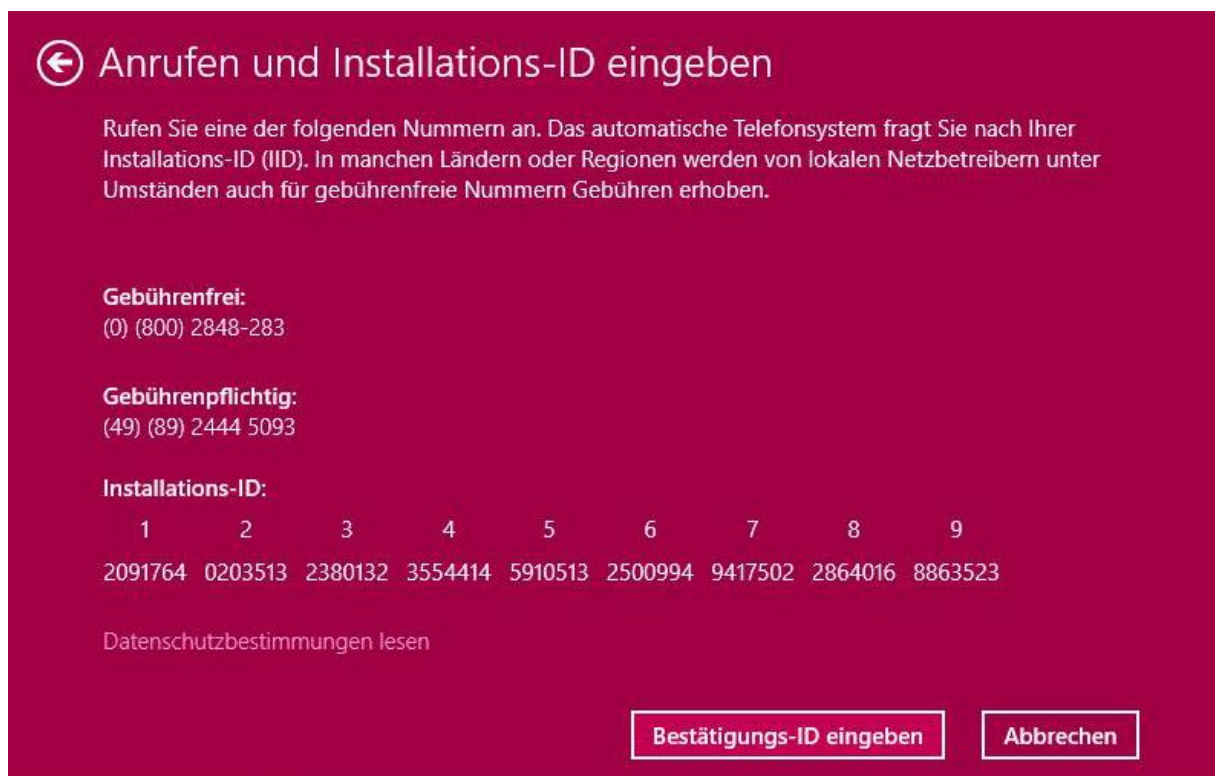 Anrufen und Installations-ID eingeben
Rufen Sie eine der folgenden Nummern an. Das automatische Telefonsystem fragt Sie nach Ihrer
Installations-ID (IID). In manchen Ländern oder Regionen werden von lokalen Netzbetreibern unter
Umständen auch für gebührenfreie Nummern Gebühren erhoben.
Gebührenfrei:
(0) (800) 2848-283
Gebührenpflichtig:
(49) (89) 2444 5093
Installations-ID:
1 2 3 4 5 6 7 8 9
2091764 0203513 2380132 3554414 5910513 2500994 9417502 2864016 8863523
Datenschutzbestimmungen lesen
Bestätigungs-ID eingeben Abbrechen